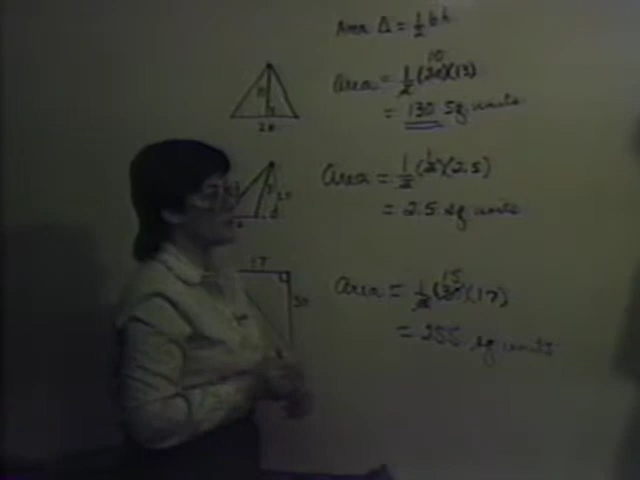 Area Δ = 1/2 bh
10
Area = 1/2 (20)(13)
= 130 sq units
13
20
1
Area = 1/2 (2)(2.5)
= 2.5 sq units
2.5
17
30
15
Area = 1/2 (30)(17)
= 255 sq units